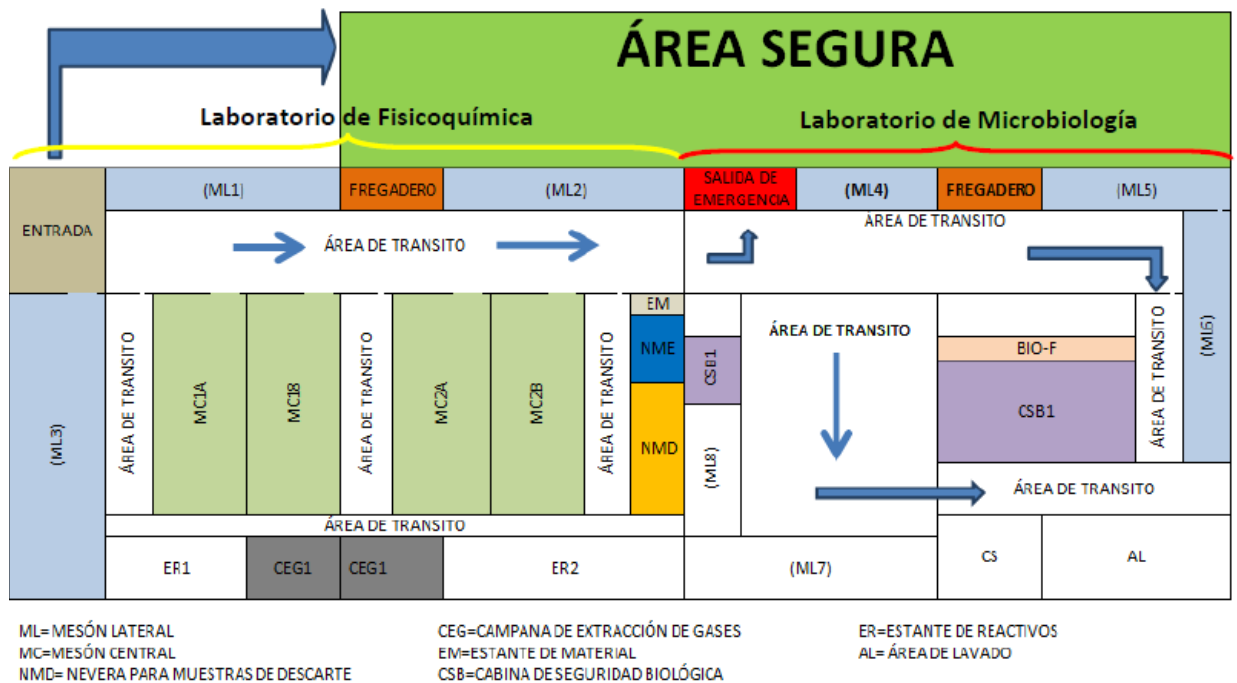 ÁREA SEGURA
Laboratorio de Fisicoquímica
Laboratorio de Microbiología
ENTRADA
(ML1)
FREGADERO
(ML2)
SALIDA DE
EMERGENCIA
(ML4)
FREGADERO
(ML5)
ÁREA DE TRANSITO
ÁREA DE TRANSITO
(ML3)
ÁREA DE TRANSITO
MC1A
MC1B
ÁREA DE TRANSITO
MC2A
MC2B
ÁREA DE TRANSITO
EM
NME
NMD
CSB1
(ML8)
ÁREA DE TRANSITO
BIO-F
CSB1
ÁREA DE TRANSITO
(ML6)
ÁREA DE TRANSITO
ÁREA DE TRANSITO
ER1
CEG1
CEG1
ER2
(ML7)
CS
AL
ML=MESÓN LATERAL
MC=MESÓN CENTRAL
NMD= NEVERA PARA MUESTRAS DE DESCARTE
CEG=CAMPANA DE EXTRACCIÓN DE GASES
EM=ESTANTE DE MATERIAL
CSB=CABINA DE SEGURIDAD BIOLÓGICA
ER=ESTANTE DE REACTIVOS
AL=ÁREA DE LAVADO